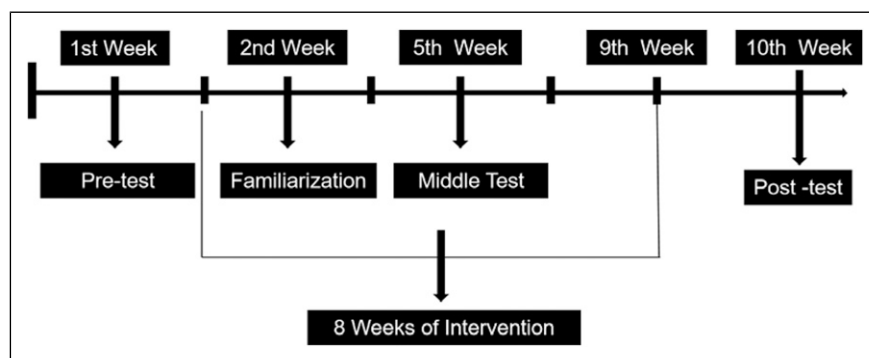 1st Week
2nd Week
5th Week
9th Week
10th Week
Pre-test
Familiarization
Middle Test
Post -test
8 Weeks of Intervention